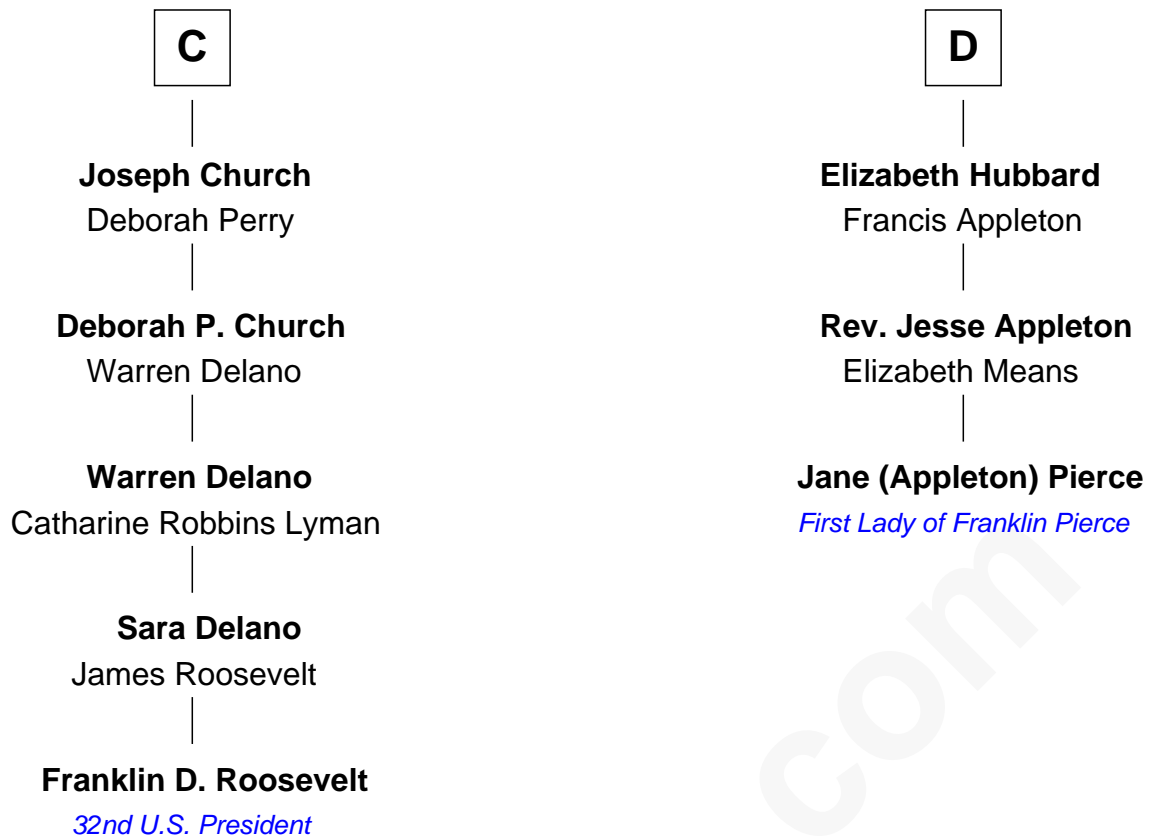 C
Joseph Church
Deborah Perry
Deborah P. Church
Warren Delano
Warren Delano
Catharine Robbins Lyman
Sara Delano
James Roosevelt
Franklin D. Roosevelt
32nd U.S. President
D
Elizabeth Hubbard
Francis Appleton
Rev. Jesse Appleton
Elizabeth Means
Jane (Appleton) Pierce
First Lady of Franklin Pierce
com